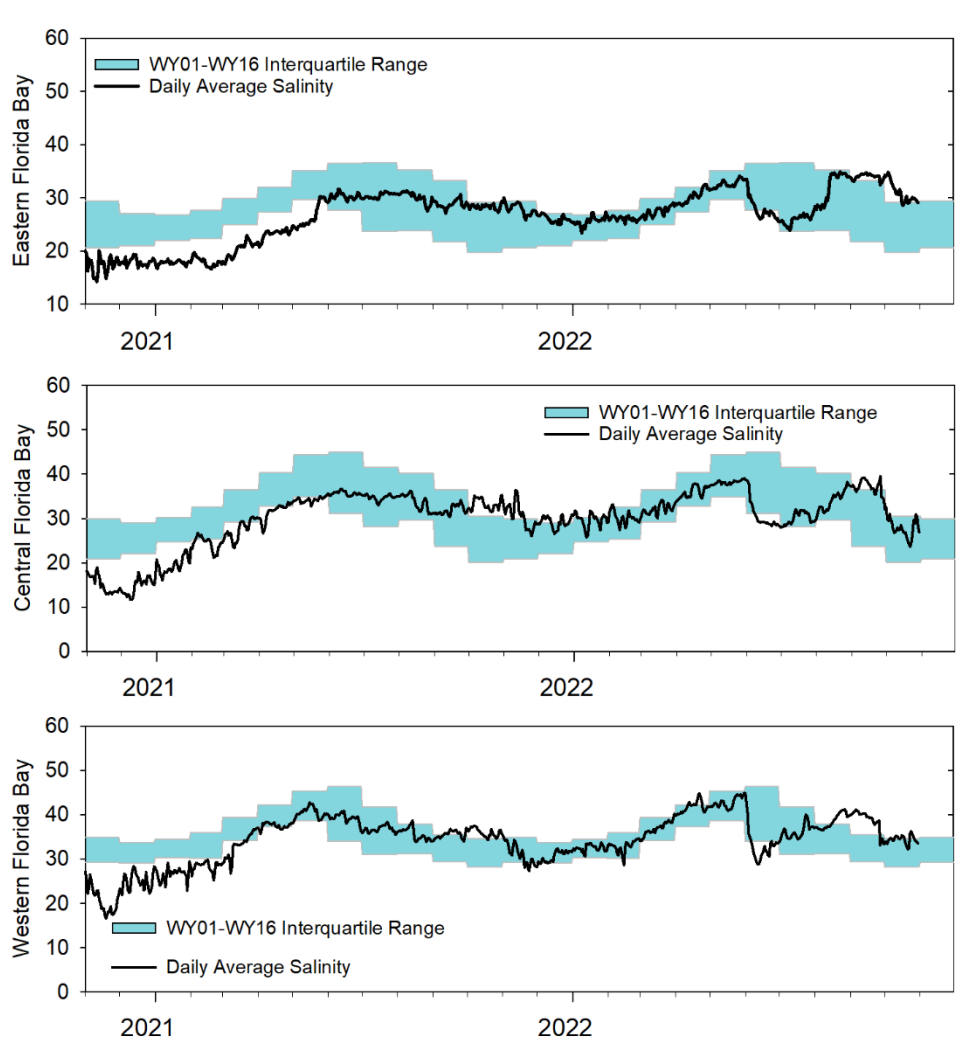 60
WY01-WY16 Interquartile Range
50
Daily Average Salinity
40
30
20
10
Eastern Florida Bay
2021 2022
60
50
WY01-WY16 Interquartile Range
Daily Average Salinity
40
30
20
10
0
Central Florida Bay
2021 2022
60
50
40
30
20
10
0
Western Florida Bay
WY01-WY16 Interquartile Range
Daily Average Salinity
2021 2022